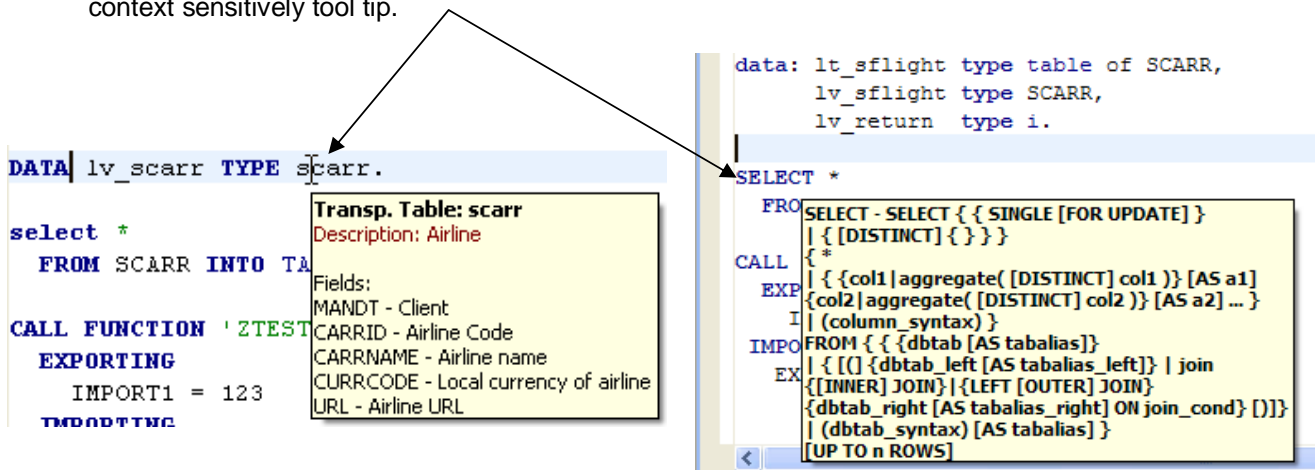 context sensitively tool tip.
DATA lv_scarr TYPE scarr.
select *
FROM SCARR INTO TA
CALL FUNCTION 'ZTEST
EXPORTING
IMPORT1 = 123
IMPORTING
Transp. Table: scarr
Description: Airline
Fields:
MANDT - Client
CARRID - Airline Code
CARRNAME - Airline name
CURRCODE - Local currency of airline
URL - Airline URL
data: lt_sflight type table of SCARR,
lv_sflight type SCARR,
lv_return type i.
SELECT *
FRO
CALL
EXP
I
IMPO
EX
SELECT - SELECT { { SINGLE [FOR UPDATE] }
| { [DISTINCT] { } } }
{ *
| { {col1|aggregate( [DISTINCT] col1 )} [AS a1]
{col2|aggregate( [DISTINCT] col2 )} [AS a2] ... }
| (column_syntax) }
FROM { { {dbtab [AS tabalias]}
| { [(] {dbtab_left [AS tabalias_left]} | join
{[INNER] JOIN}|{LEFT [OUTER] JOIN}
{dbtab_right [AS tabalias_right] ON join_cond} [)]}
| (dbtab_syntax) [AS tabalias] }
[UP TO n ROWS]